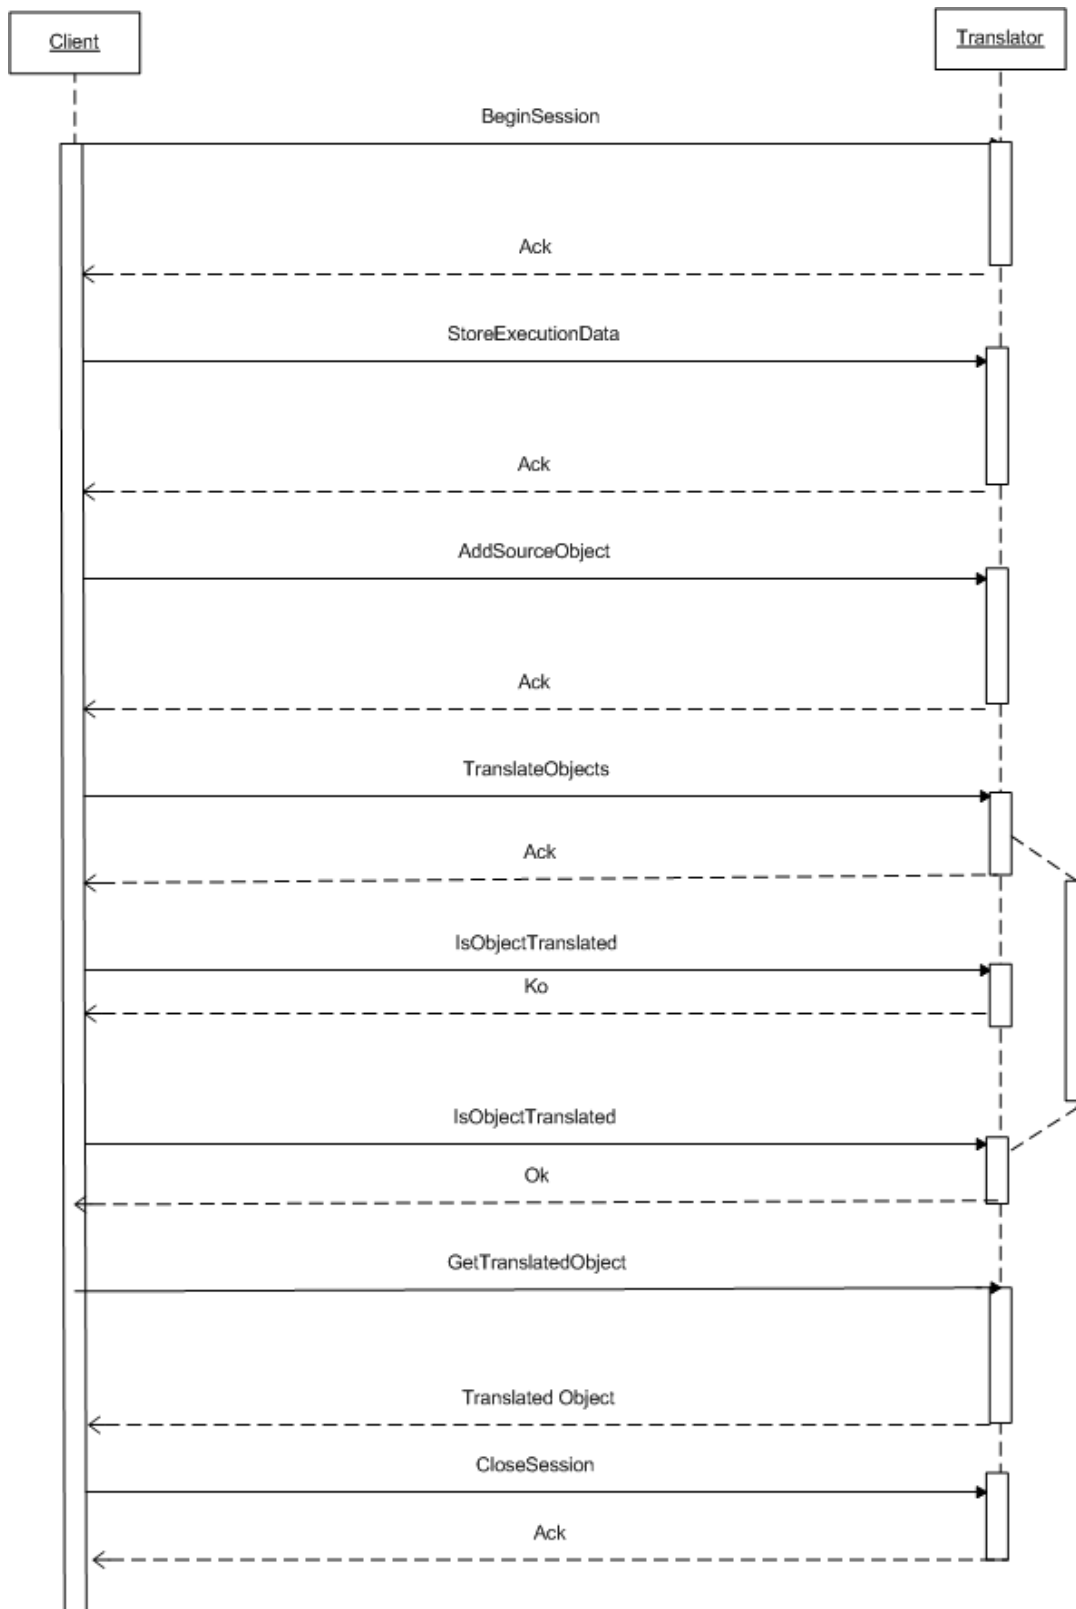 Client
Translator
BeginSession
Ack
StoreExecutionData
Ack
AddSourceObject
Ack
TranslateObjects
Ack
IsObjectTranslated
Ko
IsObjectTranslated
Ok
GetTranslatedObject
Translated Object
CloseSession
Ack